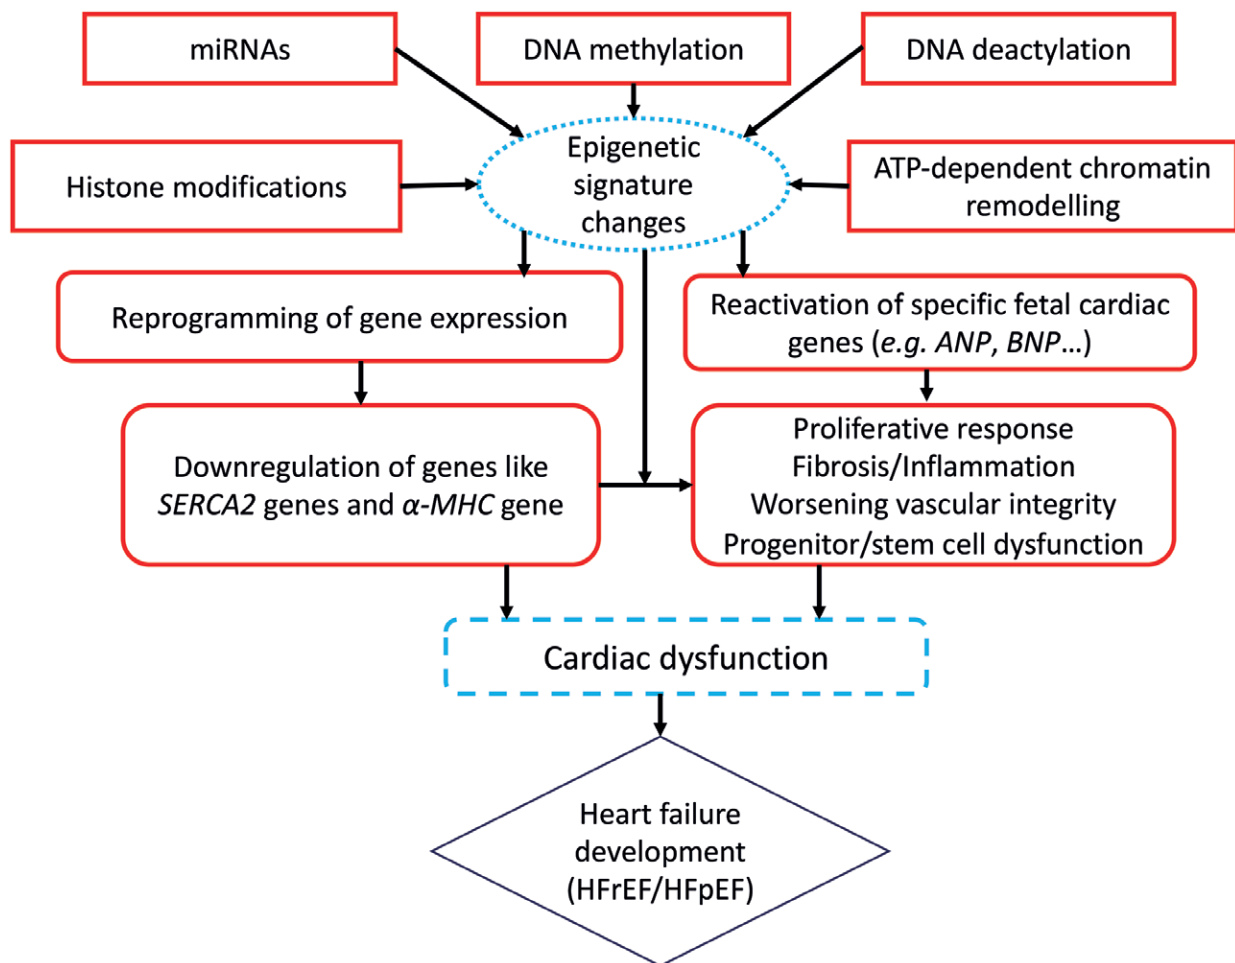 miRNAs
DNA methylation
DNA deactylation
Histone modifications
Epigenetic
signature
changes
ATP-dependent chromatin
remodelling
Reprogramming of gene expression
Reactivation of specific fetal cardiac
genes (e.g. ANP, BNP...)
Downregulation of genes like
SERCA2 genes and α-MHC gene
Proliferative response
Fibrosis/Inflammation
Worsening vascular integrity
Progenitor/stem cell dysfunction
Cardiac dysfunction
Heart failure
development
(HFrEF/HFpEF)